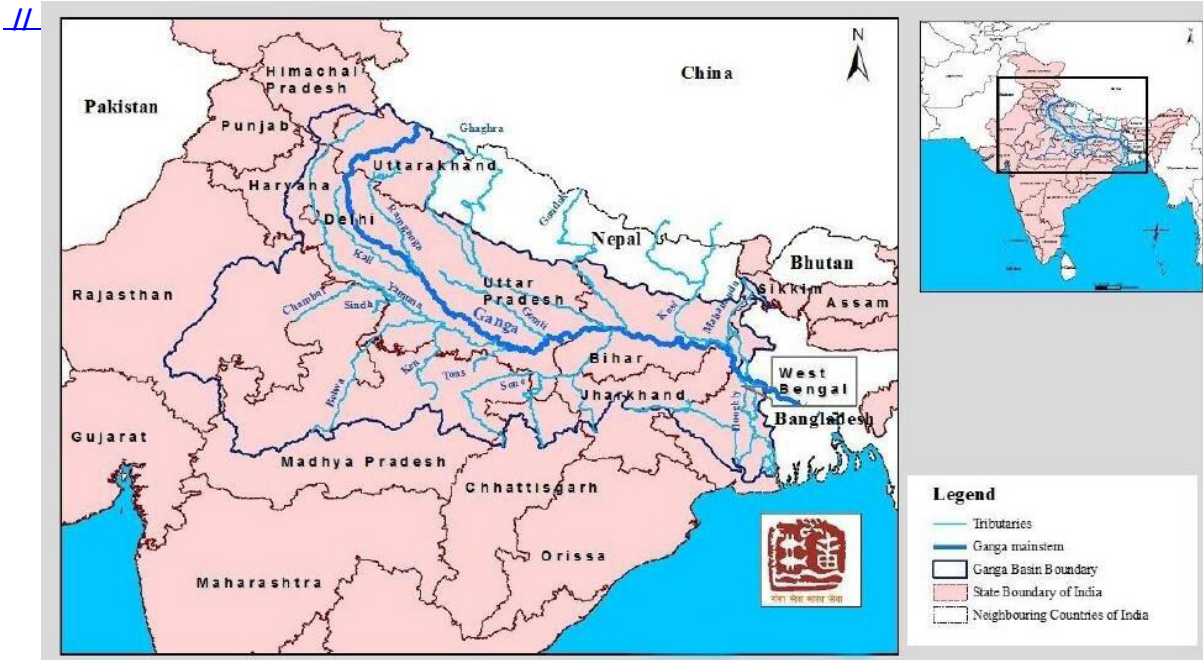 //
N
China
Himachal
Pradesh
Pakistan
Punjab
Ghaghra
Uttarakhand
Haryana
Delhi
Ramganga
Gandak
Nepal
Kali
Bhutan
Uttar
Pradesh
Sikkim
Rajasthan
Chambal
Yamuna
Sindh
Assam
Ganga
Gomti
Kosi
Mahananda
Bihar
West
Bengal
Betwa
Ken
Tons
Sone
Jharkhand
Hooghly
Bangladesh
Gujarat
Madhya Pradesh
Chhattisgarh
Orissa
Maharashtra
Legend
Tributaries
Ganga mainstem
Ganga Basin Boundary
State Boundary of India
Neighbouring Countries of India